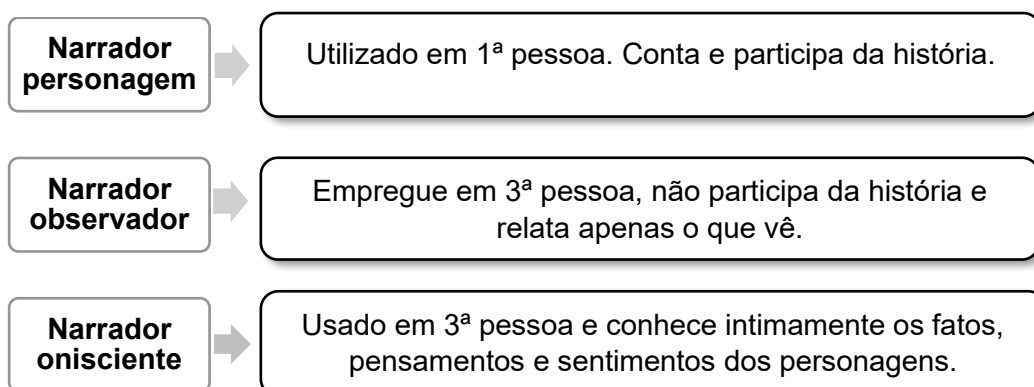 Narrador
personagem
Utilizado em 1ª pessoa. Conta e participa da história.
Narrador
observador
Empregue em 3ª pessoa, não participa da história e
relata apenas o que vê.
Narrador
onisciente
Usado em 3ª pessoa e conhece intimamente os fatos,
pensamentos e sentimentos dos personagens.